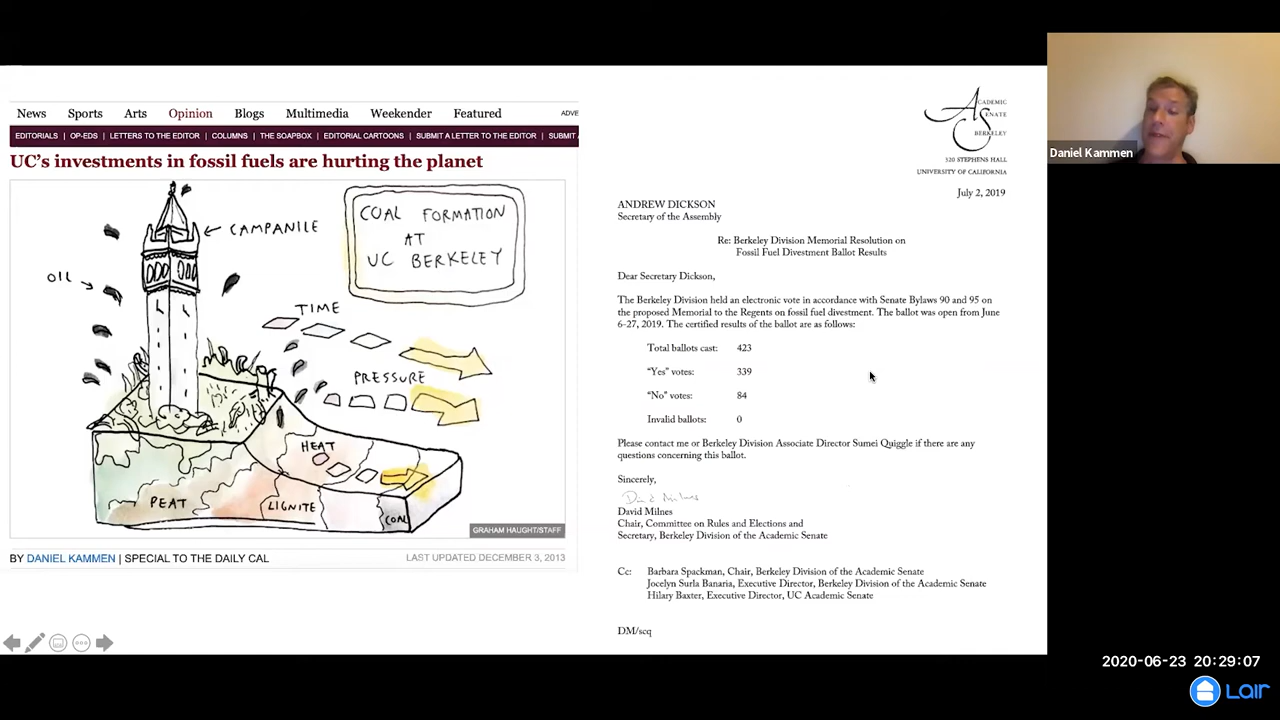 News Sports Arts Opinion Blogs Multimedia Weekender Featured ADVE
EDITORIALS | OP-EDS | LETTERS TO THE EDITOR | COLUMNS | THE SOAPBOX | EDITORIAL CARTOONS | SUBMIT A LETTER TO THE EDITOR | SUBMIT
UC's investments in fossil fuels are hurting the planet
COAL FORMATION
AT
UC BERKELEY
CAMPANILE
OIL
TIME
PRESSURE
HEAT
PEAT
LIGNITE
COAL
GRAHAM HAUGHT/STAFF
BY DANIEL KAMMEN | SPECIAL TO THE DAILY CAL
LAST UPDATED DECEMBER 3, 2013
ACADEMIC
SENATE
BERKELEY
320 STEPHENS HALL
UNIVERSITY OF CALIFORNIA
July 2, 2019
ANDREW DICKSON
Secretary of the Assembly
Re: Berkeley Division Memorial Resolution on
Fossil Fuel Divestment Ballot Results
Dear Secretary Dickson,
The Berkeley Division held an electronic vote in accordance with Senate Bylaws 90 and 95 on
the proposed Memorial to the Regents on fossil fuel divestment. The ballot was open from June
6-27, 2019. The certified results of the ballot are as follows:
Total ballots cast: 423
"Yes" votes: 339
"No" votes: 84
Invalid ballots: 0
Please contact me or Berkeley Division Associate Director Sumei Quiggle if there are any
questions concerning this ballot.
Sincerely,
David Milnes
Chair, Committee on Rules and Elections and
Secretary, Berkeley Division of the Academic Senate
Cc: Barbara Spackman, Chair, Berkeley Division of the Academic Senate
Jocelyn Surla Banaria, Executive Director, Berkeley Division of the Academic Senate
Hilary Baxter, Executive Director, UC Academic Senate
DM/scq
Daniel Kammen
2020-06-23 20:29:07
LAIR